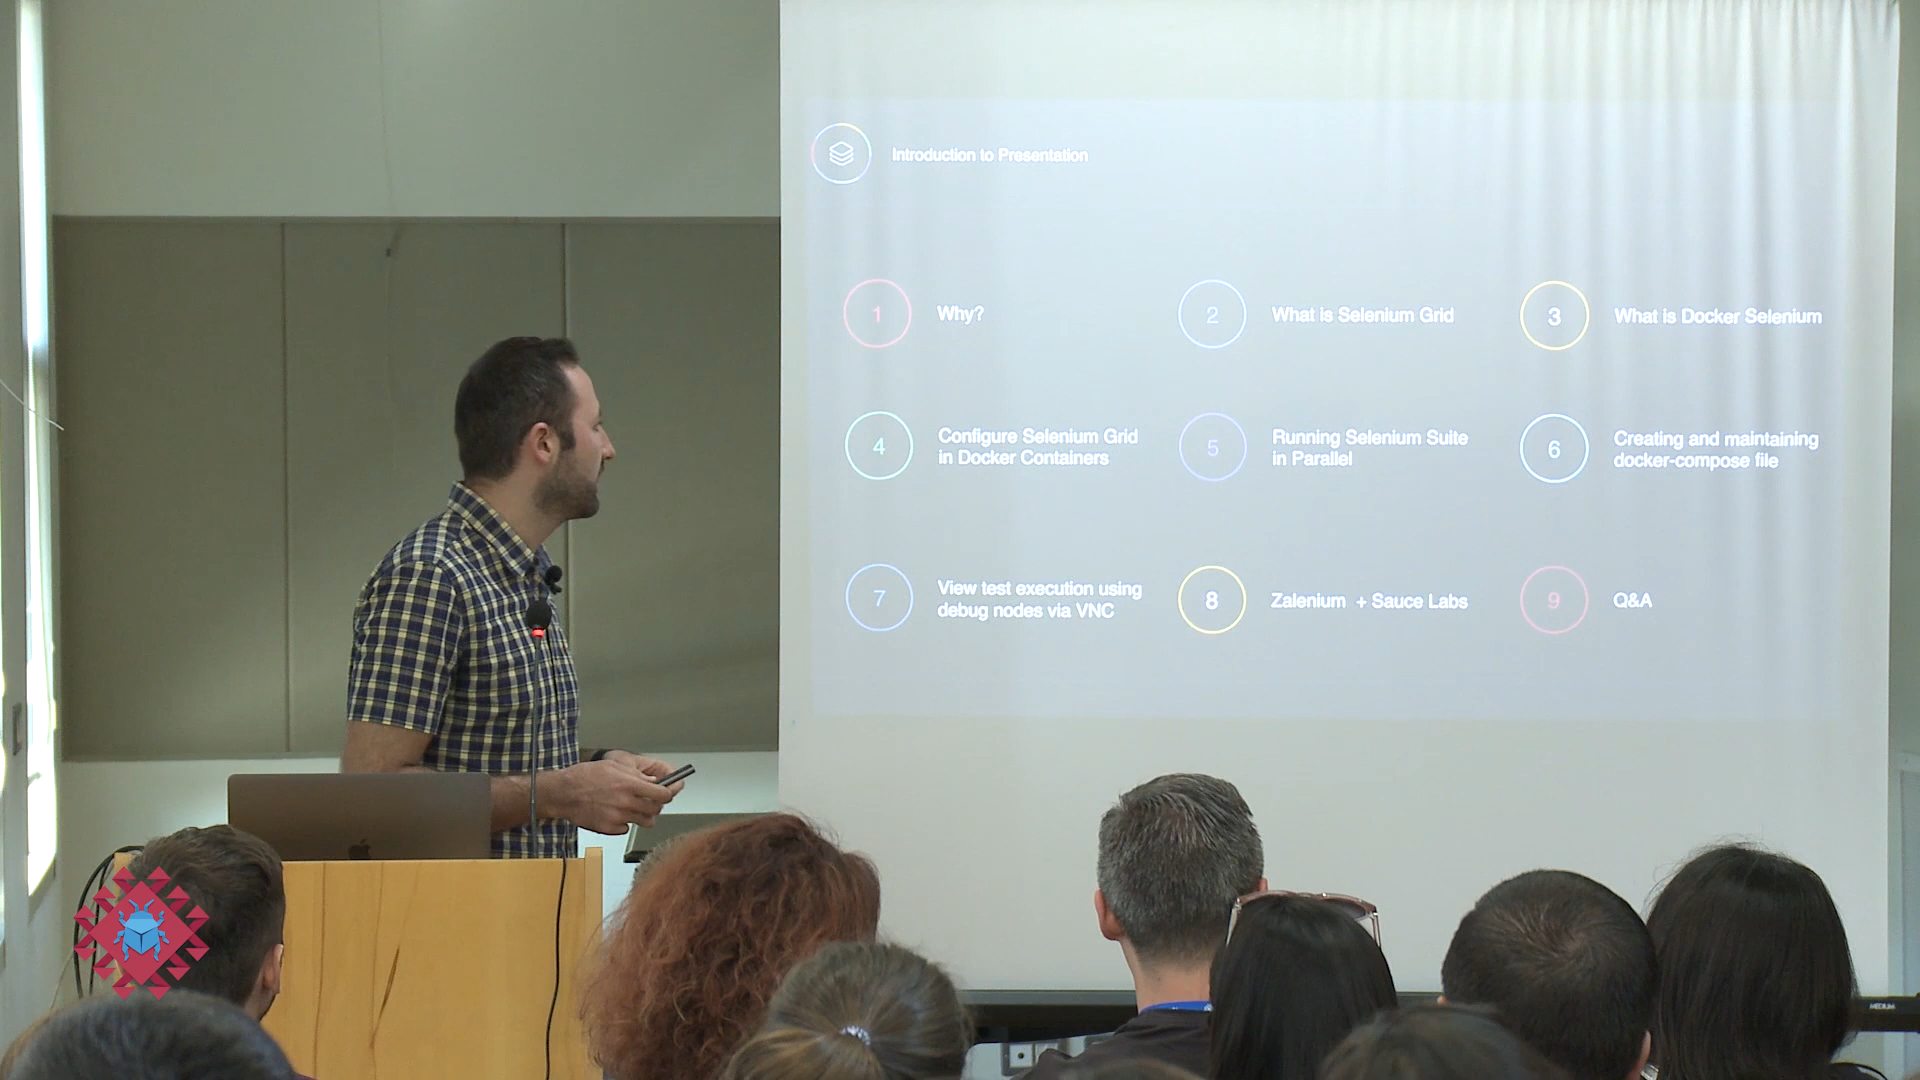 Introduction to Presentation
1
Why?
2
What is Selenium Grid
3
What is Docker Selenium
4
Configure Selenium Grid
in Docker Containers
5
Running Selenium Suite
in Parallel
6
Creating and maintaining
docker-compose file
7
View test execution using
debug nodes via VNC
8
Zalenium + Sauce Labs
9
Q&A
MEDIUM